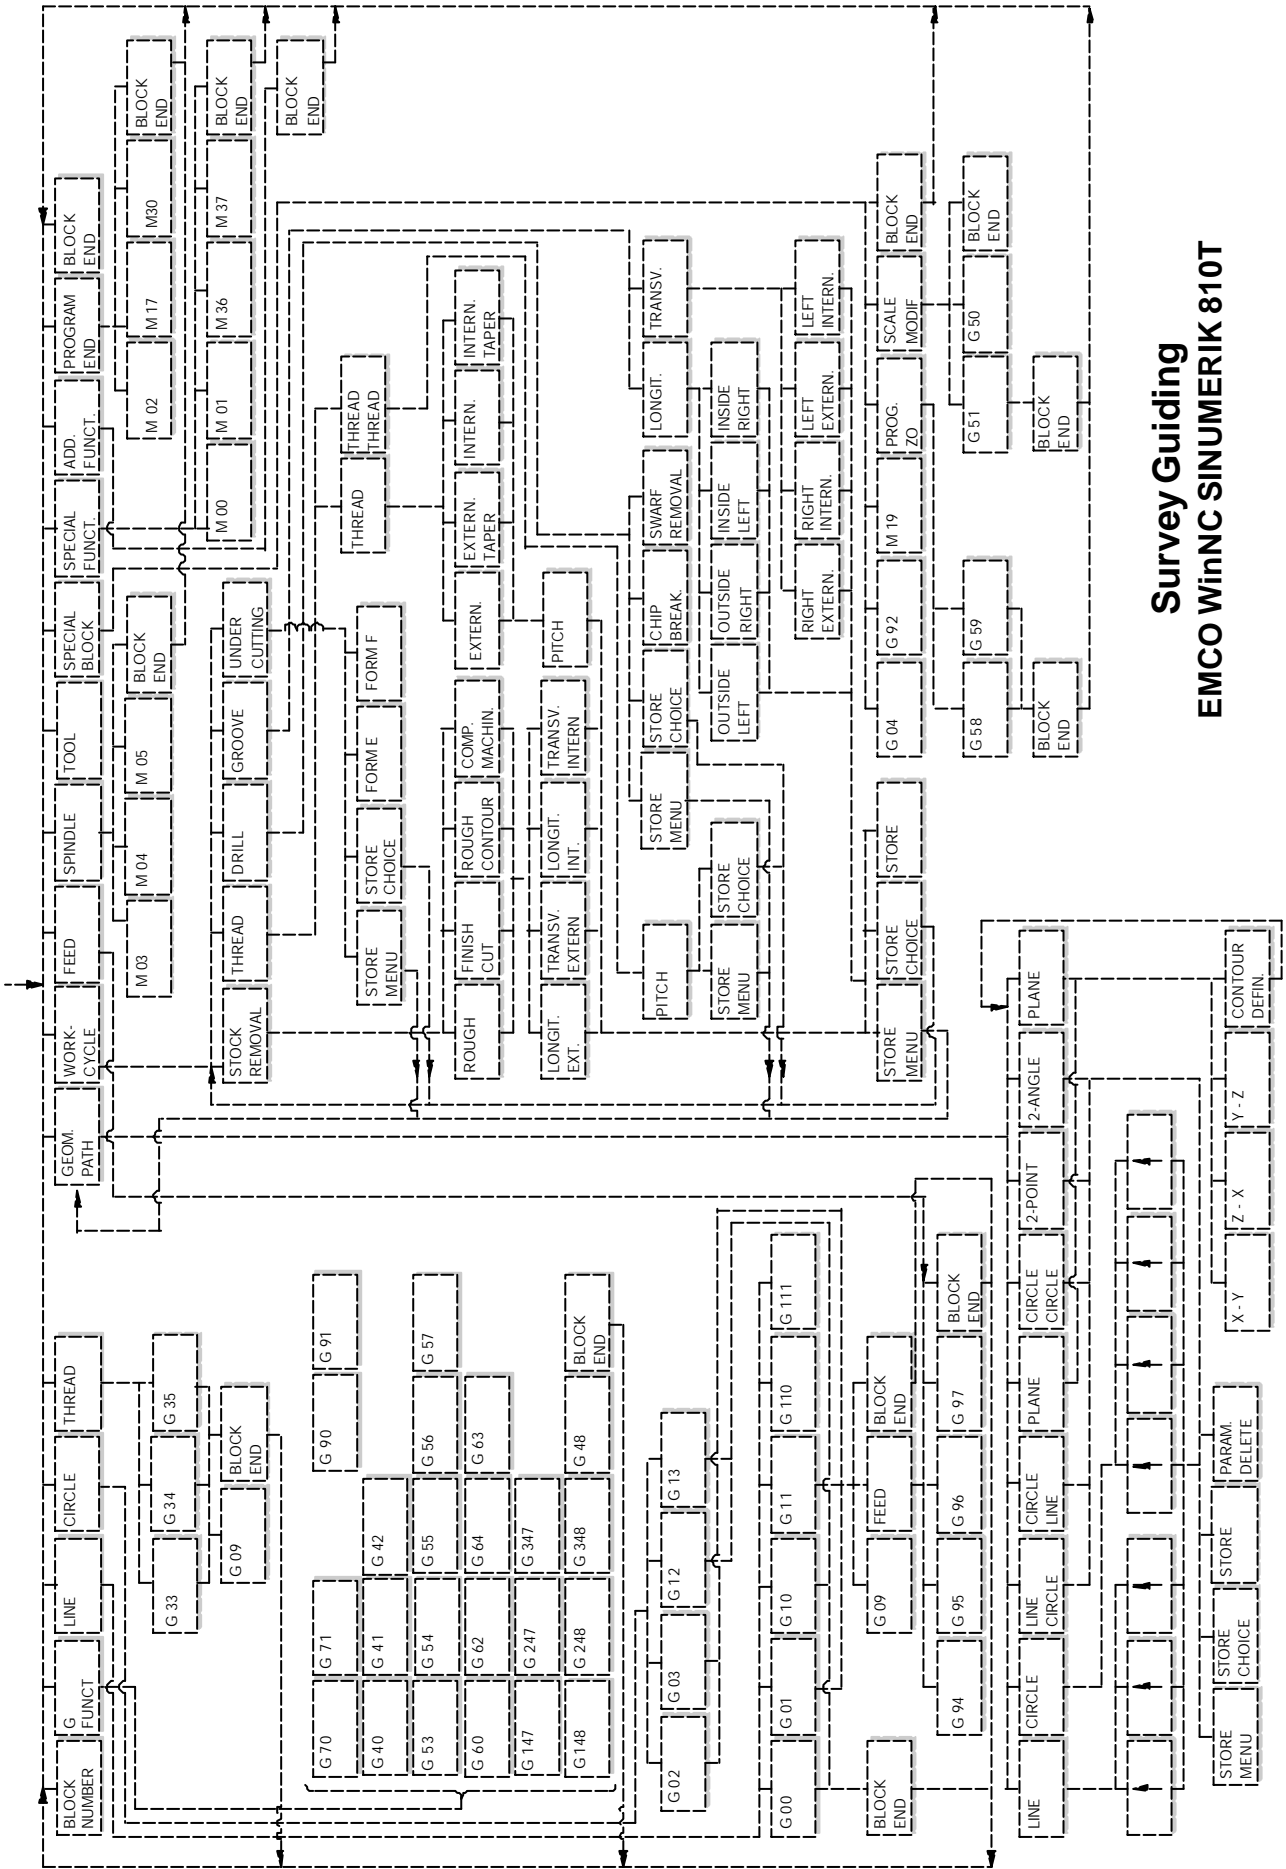 BLOCK
NUMBER
G
FUNCT
LINE
CIRCLE
THREAD
GEOM.
PATH
WORK-
CYCLE
FEED
SPINDLE
TOOL
SPECIAL
BLOCK
SPECIAL
FUNCT.
ADD.
FUNCT.
PROGRAM
END
BLOCK
END
M 03
M 04
M 05
BLOCK
END
M 02
M 17
M30
BLOCK
END
G 33
G 34
G 35
M 00
M 01
M 36
M 37
BLOCK
END
G 09
BLOCK
END
STOCK
REMOVAL
THREAD
DRILL
GROOVE
UNDER
CUTTING
BLOCK
END
G 70
G 71
G 90
G 91
THREAD
THREAD
THREAD
G 40
G 41
G 42
STORE
MENU
STORE
CHOICE
FORM E
FORM F
G 53
G 54
G 55
G 56
G 57
G 60
G 62
G 64
G 63
ROUGH
FINISH
CUT
ROUGH
CONTOUR
COMP.
MACHIN.
EXTERN.
EXTERN.
TAPER
INTERN.
INTERN.
TAPER
G 147
G 247
G 347
LONGIT.
EXT.
TRANSV.
EXTERN
LONGIT.
INT.
TRANSV.
INTERN
PITCH
G 148
G 248
G 348
G 48
BLOCK
END
G 02
G 03
G 12
G 13
PITCH
STORE
MENU
STORE
CHOICE
CHIP
BREAK.
SWARF
REMOVAL
LONGIT.
TRANSV.
STORE
MENU
STORE
CHOICE
OUTSIDE
LEFT
OUTSIDE
RIGHT
INSIDE
LEFT
INSIDE
RIGHT
G 00
G 01
G 10
G 11
G 110
G 111
RIGHT
EXTERN.
RIGHT
INTERN.
LEFT
EXTERN.
LEFT
INTERN.
BLOCK
END
G 09
FEED
BLOCK
END
STORE
MENU
STORE
CHOICE
STORE
G 04
G 92
M 19
PROG.
ZO
SCALE
MODIF
BLOCK
END
G 94
G 95
G 96
G 97
BLOCK
END
G 58
G 59
G 51
G 50
BLOCK
END
LINE
CIRCLE
LINE
CIRCLE
CIRCLE
LINE
PLANE
CIRCLE
CIRCLE
2-POINT
2-ANGLE
PLANE
BLOCK
END
BLOCK
END
STORE
MENU
STORE
CHOICE
STORE
PARAM.
DELETE
X - Y
Z - X
Y - Z
CONTOUR
DEFIN.
Survey Guiding
EMCO WinNC SINUMERIK 810T